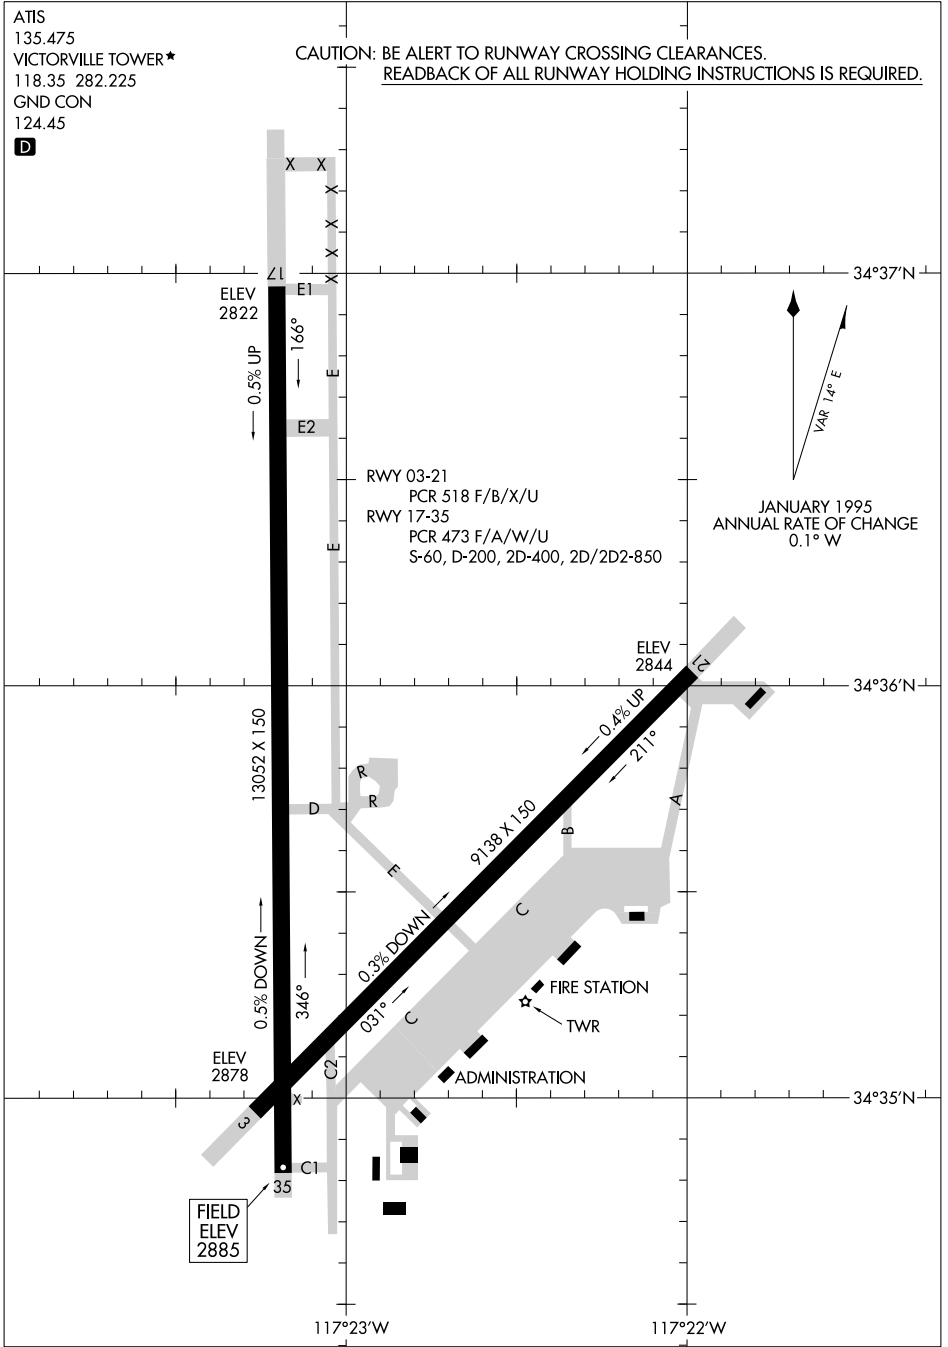 ATIS
135.475
VICTORVILLE TOWER★
118.35 282.225
GND CON
124.45
D
CAUTION: BE ALERT TO RUNWAY CROSSING CLEARANCES.
READBACK OF ALL RUNWAY HOLDING INSTRUCTIONS IS REQUIRED.
X X
X
X
X
X
17
34°37'N
E1
ELEV
2822
166°
0.5% UP
E
VAR 14° E
E2
RWY 03-21
PCR 518 F/B/X/U
RWY 17-35
PCR 473 F/A/W/U
S-60, D-200, 2D-400, 2D/2D2-850
JANUARY 1995
ANNUAL RATE OF CHANGE
0.1° W
E
ELEV
2844
21
34°36'N
0.4% UP
211°
13052 X 150
R
R
D
A
B
9138 X 150
E
C
0.3% DOWN
0.5% DOWN
346°
031°
C
FIRE STATION
TWR
ELEV
2878
C2
ADMINISTRATION
X
34°35'N
3
C1
35
FIELD
ELEV
2885
117°23'W
117°22'W